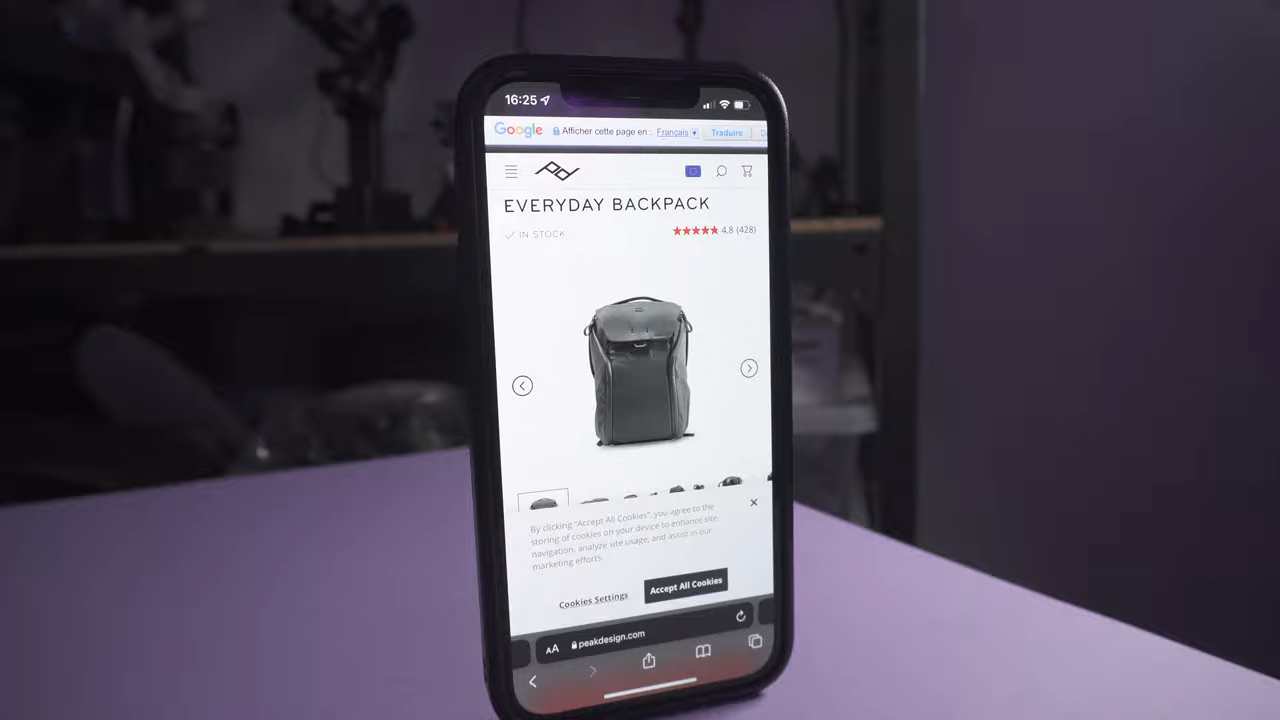 16:25
Google Afficher cette page en : Français Traduire
EVERYDAY BACKPACK
IN STOCK
4.8 (428)
By clicking "Accept All Cookies", you agree to the
storing of cookies on your device to enhance site
navigation, analyze site usage, and assist in our
marketing efforts.
Cookies Settings
Accept All Cookies
AA peakdesign.com